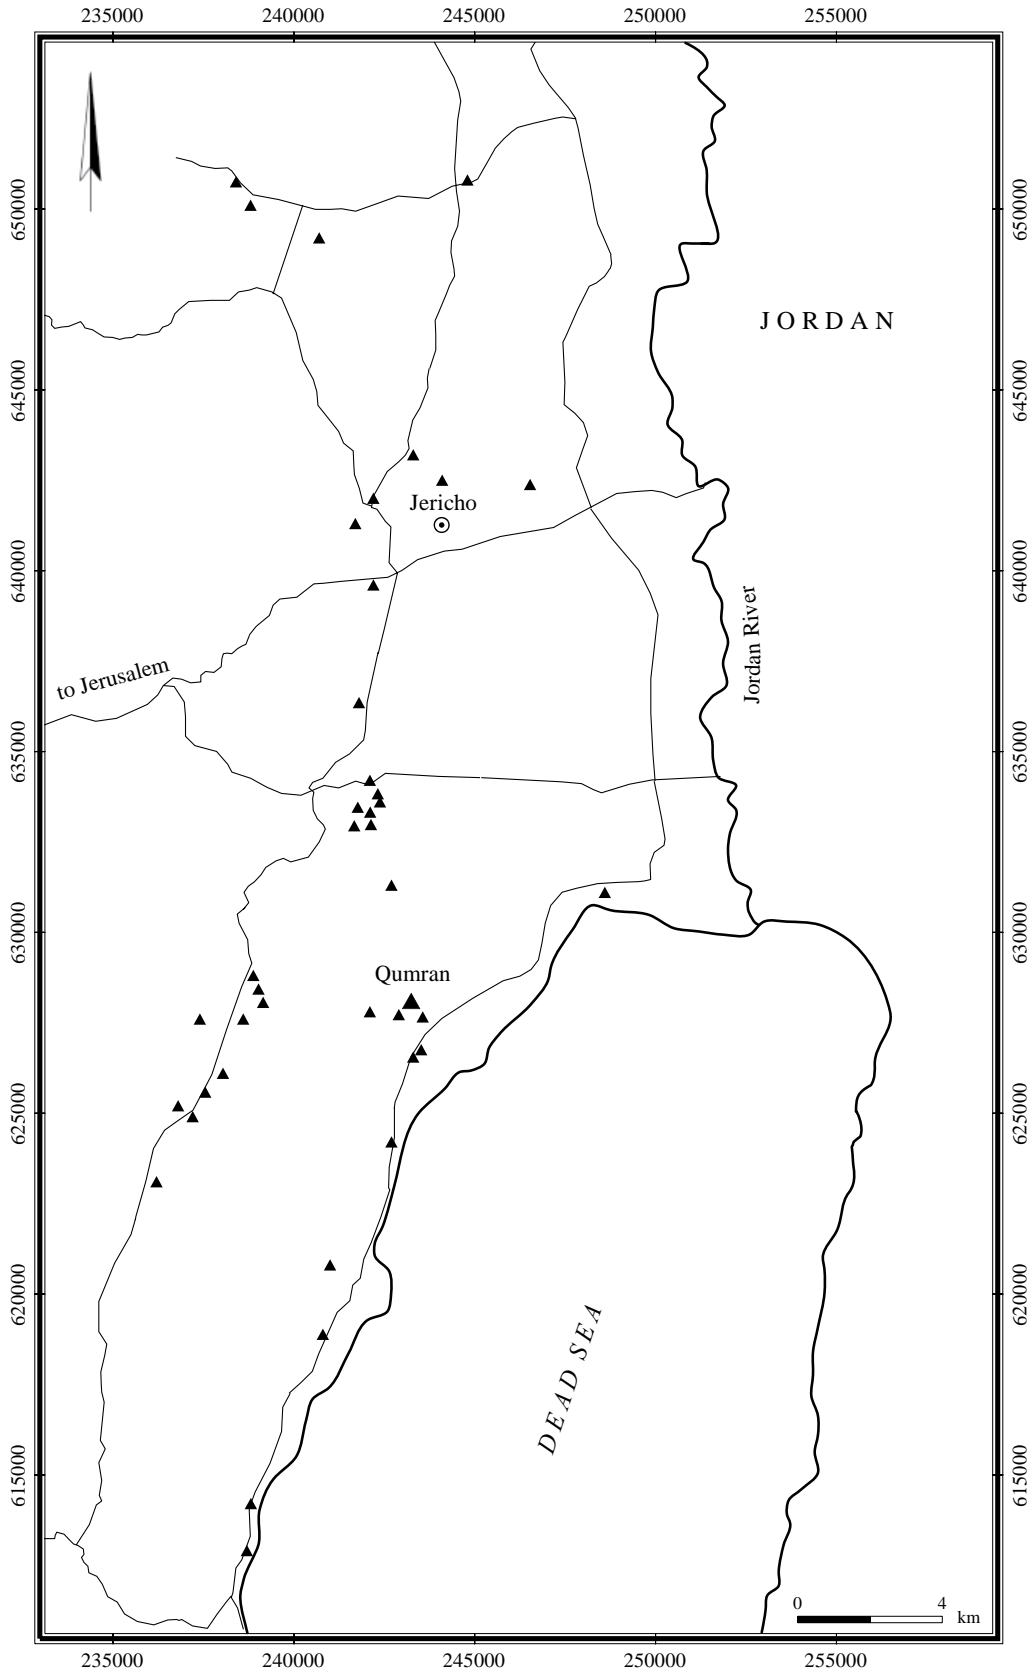 235000 240000 245000 250000 255000
650000 650000
JORDAN
645000 645000
Jericho
640000 640000
Jordan River
to Jerusalem
635000 635000
630000 630000
Qumran
625000 625000
620000 620000
DEAD SEA
615000 615000
0 4
km
235000 240000 245000 250000 255000